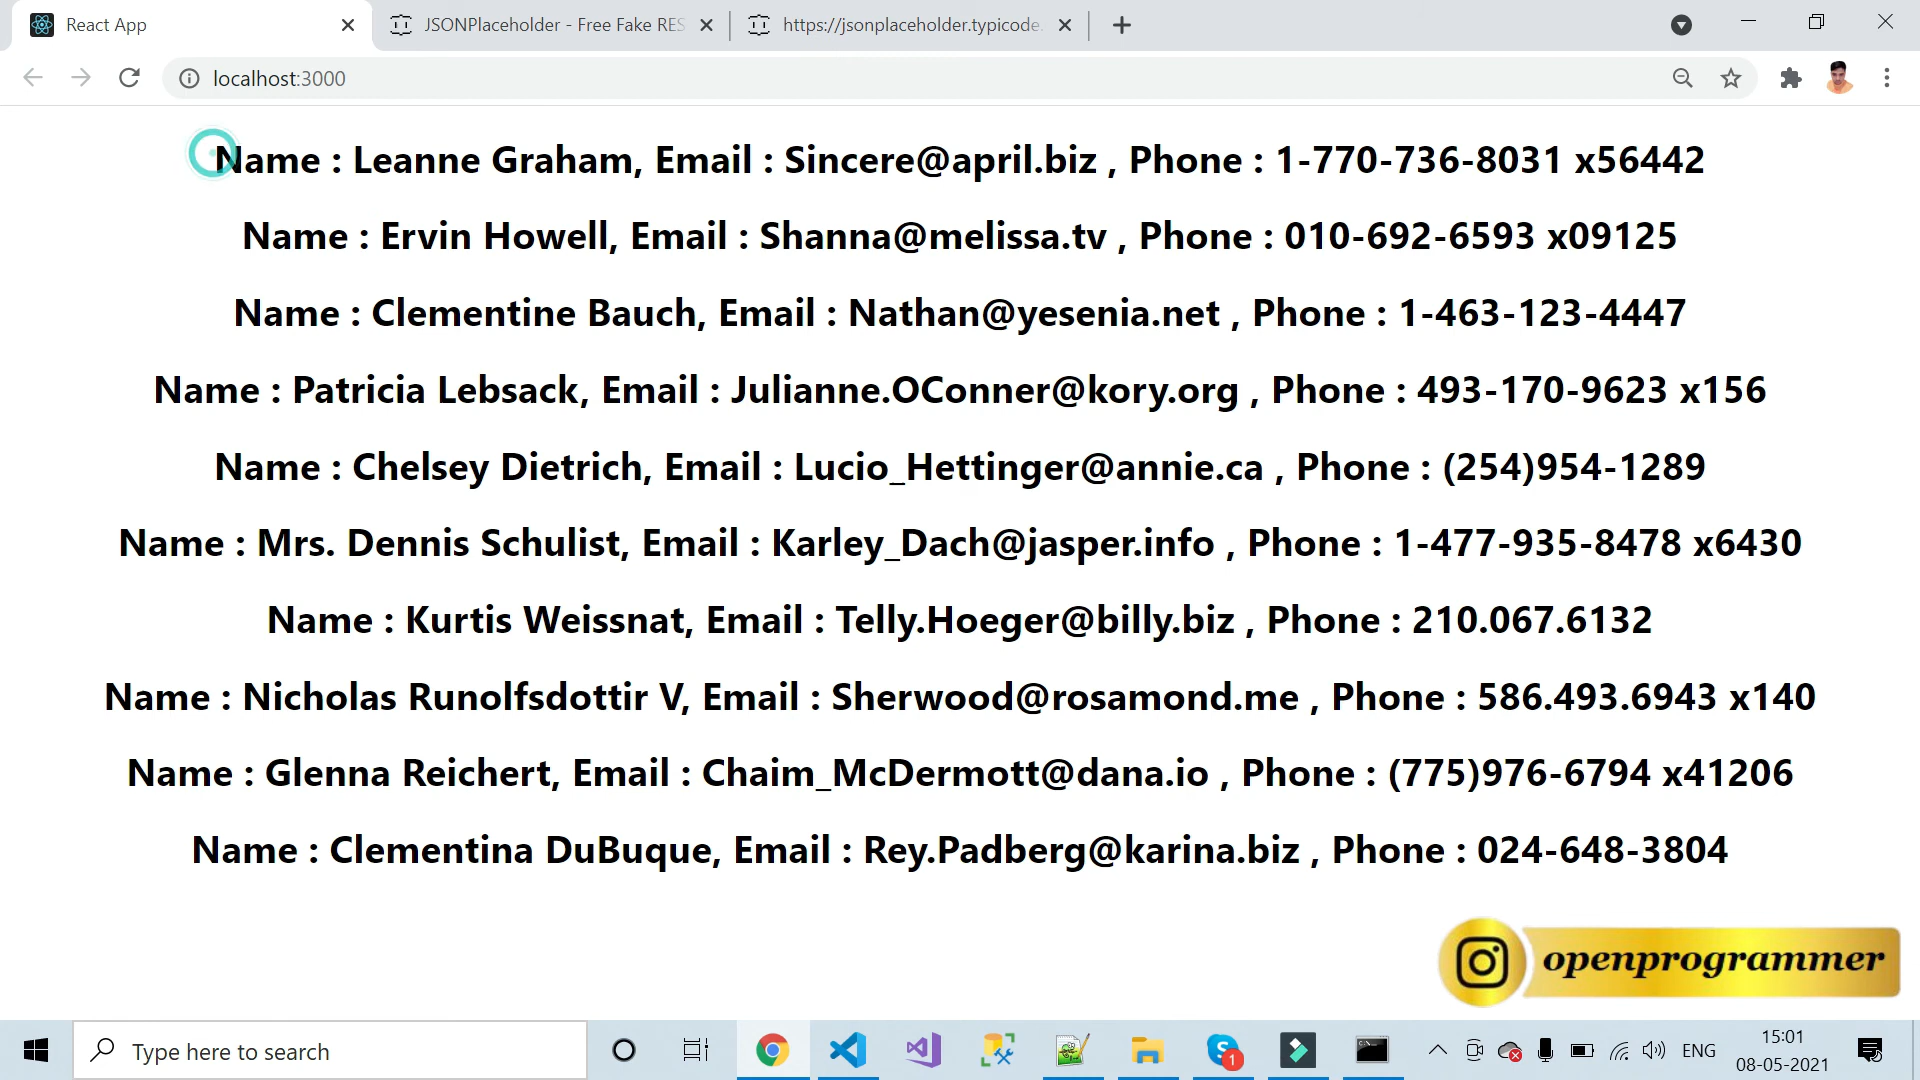 React App
JSONPlaceholder - Free Fake RES
https://jsonplaceholder.typicode.
localhost:3000
Name : Leanne Graham, Email : Sincere@april.biz , Phone : 1-770-736-8031 x56442
Name : Ervin Howell, Email : Shanna@melissa.tv , Phone : 010-692-6593 x09125
Name : Clementine Bauch, Email : Nathan@yesenia.net , Phone : 1-463-123-4447
Name : Patricia Lebsack, Email : Julianne.OConner@kory.org , Phone : 493-170-9623 x156
Name : Chelsey Dietrich, Email : Lucio_Hettinger@annie.ca , Phone : (254)954-1289
Name : Mrs. Dennis Schulist, Email : Karley_Dach@jasper.info , Phone : 1-477-935-8478 x6430
Name : Kurtis Weissnat, Email : Telly.Hoeger@billy.biz , Phone : 210.067.6132
Name : Nicholas Runolfsdottir V, Email : Sherwood@rosamond.me , Phone : 586.493.6943 x140
Name : Glenna Reichert, Email : Chaim_McDermott@dana.io , Phone : (775)976-6794 x41206
Name : Clementina DuBuque, Email : Rey.Padberg@karina.biz , Phone : 024-648-3804
openprogrammer
Type here to search
1
ENG
15:01
08-05-2021